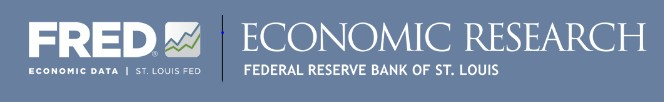 FRED®
ECONOMIC DATA | ST. LOUIS FED
ECONOMIC RESEARCH
FEDERAL RESERVE BANK OF ST. LOUIS